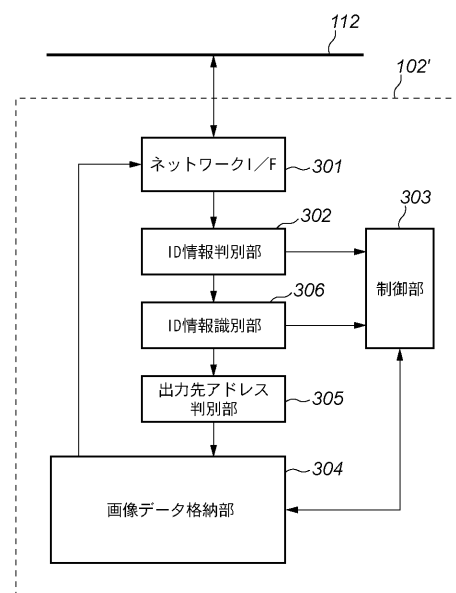 112
102'
ネットワークI/F
301
302
303
ID情報判別部
306
制御部
ID情報識別部
出力先アドレス
判別部
305
304
画像データ格納部